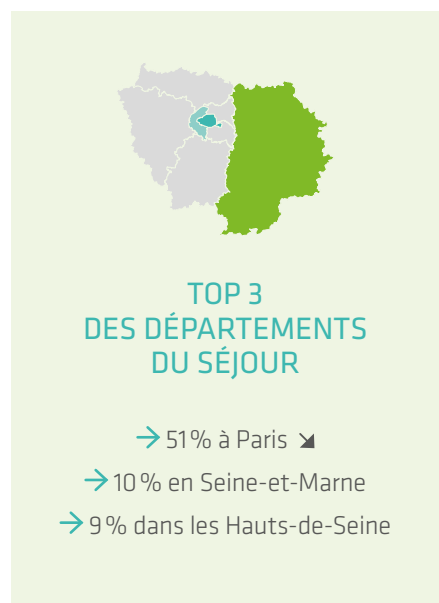 TOP 3
DES DÉPARTEMENTS
DU SÉJOUR
→ 51 % à Paris ↘
→ 10 % en Seine-et-Marne
→ 9 % dans les Hauts-de-Seine